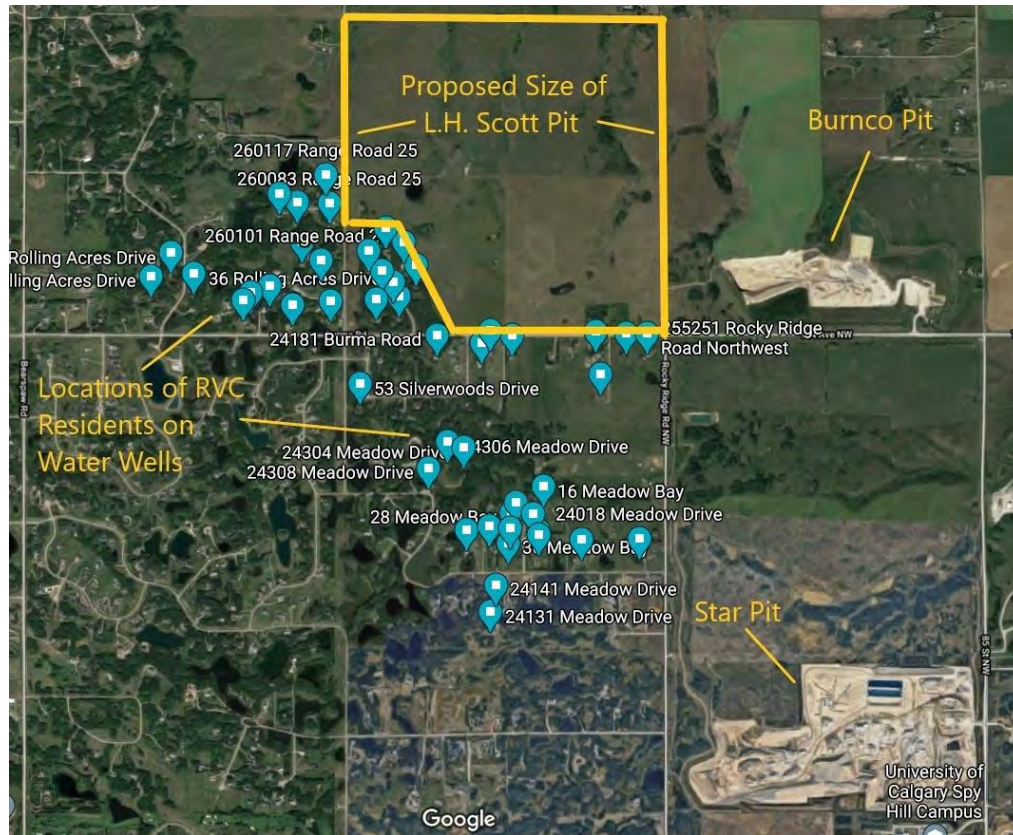 Proposed Size of
L.H. Scott Pit
Burnco Pit
260117 Range Road 25
260083 Range Road 25
260101 Range Road 2
Rolling Acres Drive
lling Acres Drive
36 Rolling Acres Drive
24181 Burma Road
255251 Rocky Ridge
Road Northwest
Ave NW
Bearspaw Rd
Rocky Ridge Rd NW
Locations of RVC
Residents on
Water Wells
53 Silverwoods Drive
24304 Meadow Drive
4306 Meadow Drive
24308 Meadow Drive
16 Meadow Bay
28 Meadow Bay
24018 Meadow Drive
Meadow Bay
24141 Meadow Drive
24131 Meadow Drive
Star Pit
85 St NW
University of
Calgary Spy
Hill Campus
Google